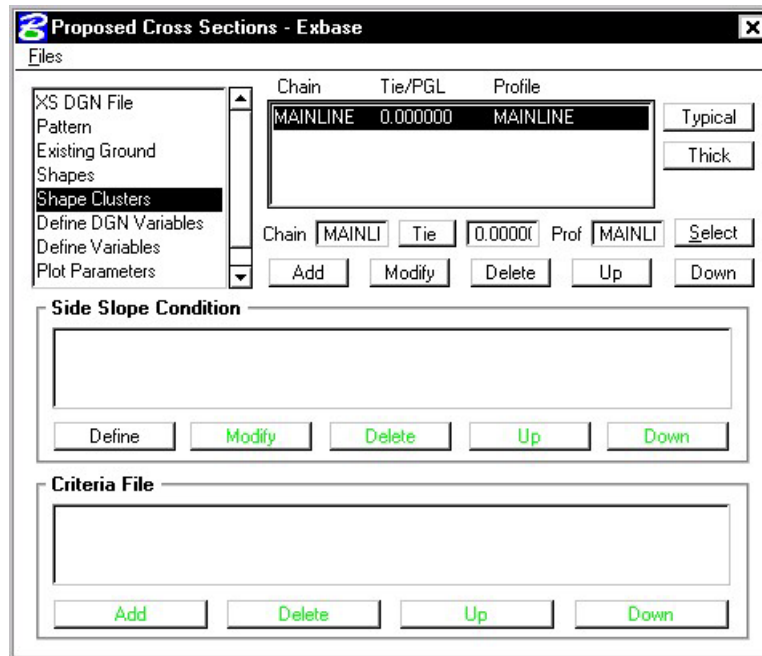 Proposed Cross Sections - Exbase
Files
XS DGN File
Pattern
Existing Ground
Shapes
Shape Clusters
Define DGN Variables
Define Variables
Plot Parameters
Chain Tie/PGL Profile
MAINLINE 0.000000 MAINLINE
Typical
Thick
Chain MAINLI Tie 0.0000( Prof MAINLI Select
Add Modify Delete Up Down
Side Slope Condition
Define Modify Delete Up Down
Criteria File
Add Delete Up Down